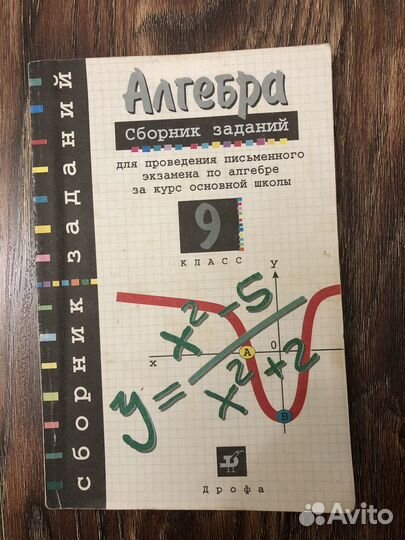 сборник заданий
Алгебра
Сборник заданий
для проведения письменного
экзамена по алгебре
за курс основной школы
9
КЛАСС
y = x² - 5 / x² + 2
У
х
0
А
В
Дрофа
Avito